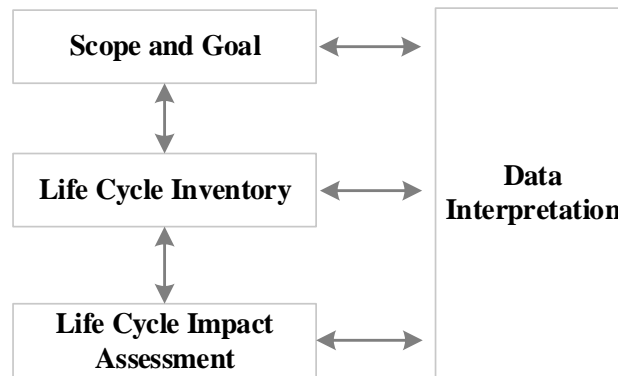 Scope and Goal
Life Cycle Inventory
Data
Interpretation
Life Cycle Impact
Assessment